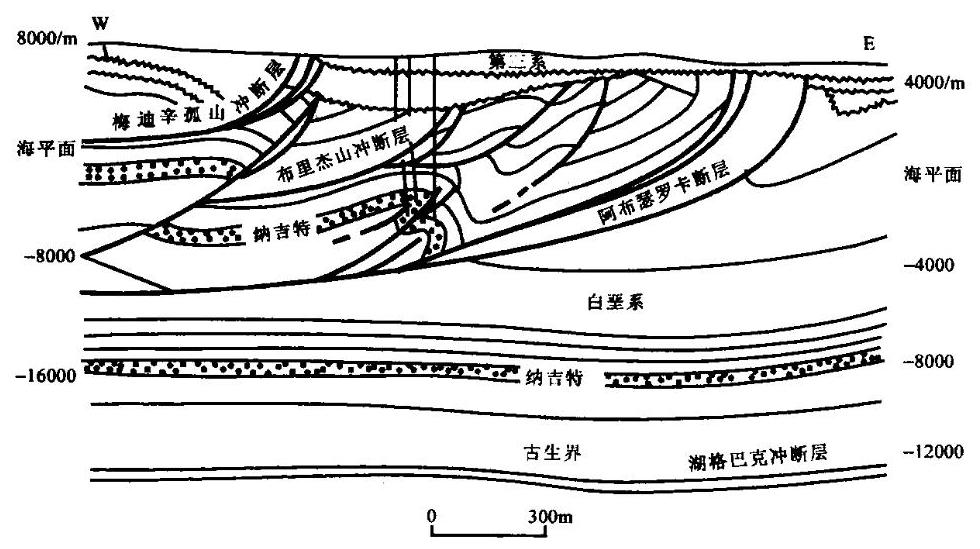 W
E
8000/m
第三系
4000/m
梅迪辛孤山冲断层
海平面
布里杰山冲断层
海平面
阿布瑟罗卡断层
纳吉特
-8000
-4000
白垩系
-8000
-16000
纳吉特
古生界
湖格巴克冲断层
-12000
0
300m